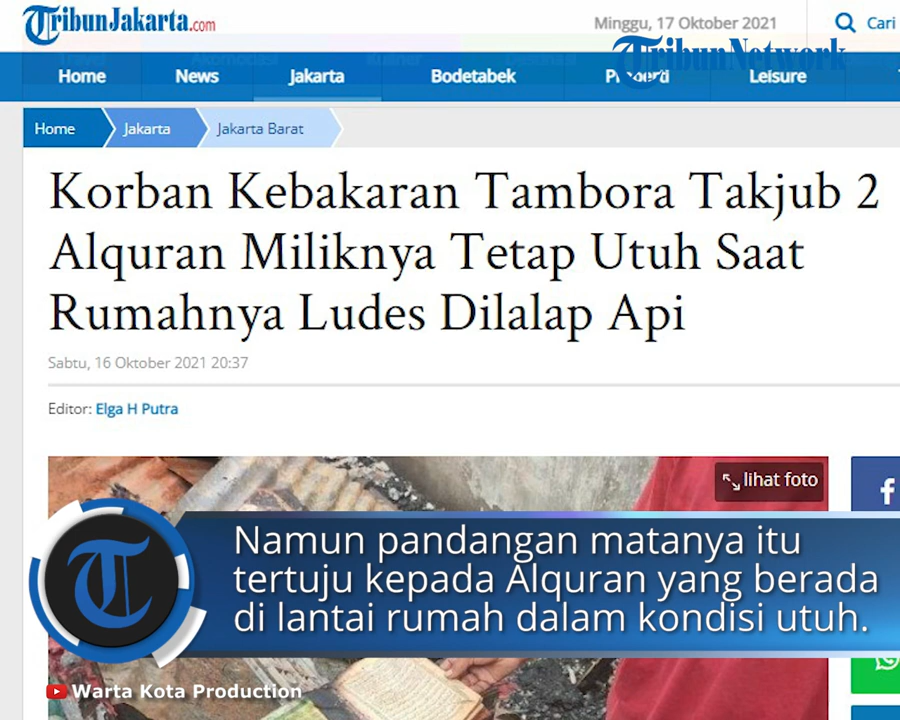 TribunJakarta.com
Minggu, 17 Oktober 2021
Cari
TribunNetwork
Home News Jakarta Bodetabek Properti Leisure
Home Jakarta Jakarta Barat
Korban Kebakaran Tambora Takjub 2
Alquran Miliknya Tetap Utuh Saat
Rumahnya Ludes Dilalap Api
Sabtu, 16 Oktober 2021 20:37
Editor: Elga H Putra
lihat foto
Namun pandangan matanya itu
tertuju kepada Alquran yang berada
di lantai rumah dalam kondisi utuh.
Warta Kota Production